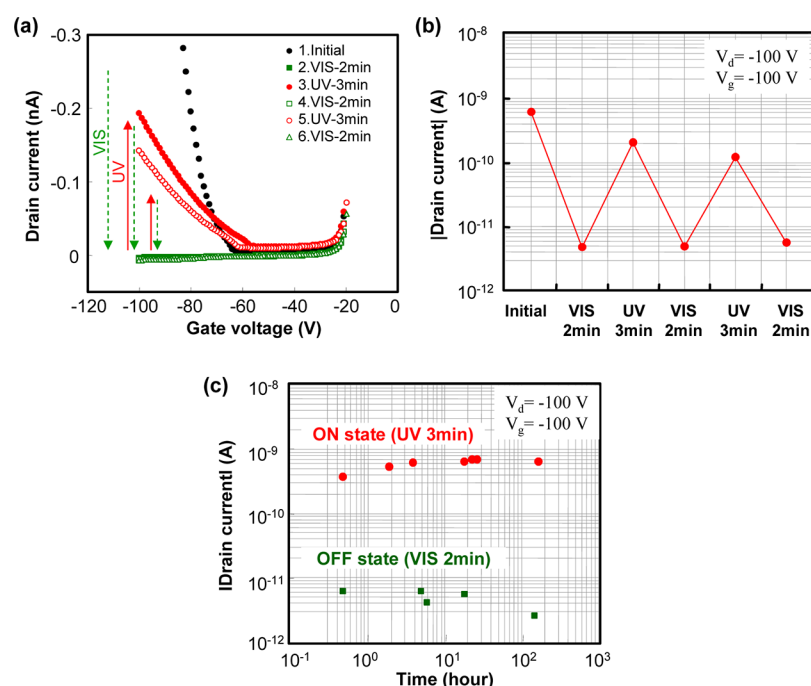 (a)
-0.3
-0.2
-0.1
0
Drain current (nA)
VIS
UV
1.Initial
2.VIS-2min
3.UV-3min
4.VIS-2min
5.UV-3min
6.VIS-2min
-120 -100 -80 -60 -40 -20 0
Gate voltage (V)
(b)
10-8
10-9
10-10
10-11
10-12
|Drain current| (A)
Vd= -100 V
Vg= -100 V
Initial VIS UV VIS UV VIS
2min 3min 2min 3min 2min
(c)
10-8
10-9
10-10
10-11
10-12
IDrain currentI (A)
Vd= -100 V
Vg= -100 V
ON state (UV 3min)
OFF state (VIS 2min)
10-1 100 101 102 103
Time (hour)